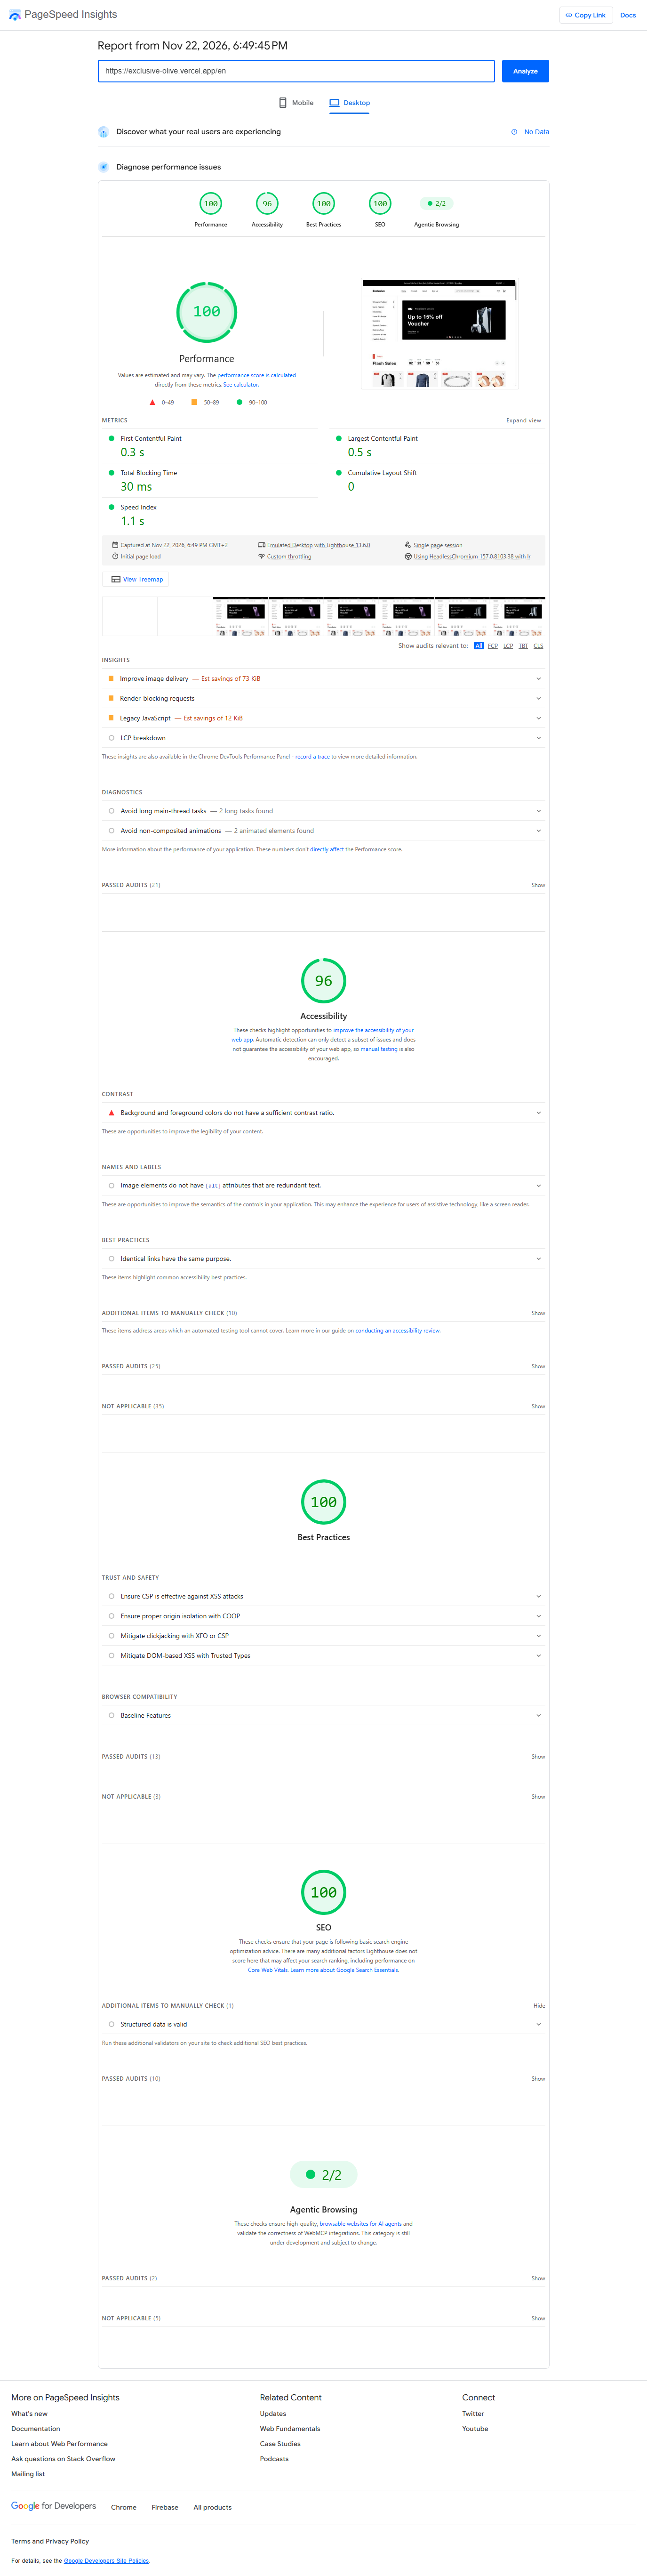 PageSpeed Insights
Copy Link
Docs
Report from Nov 22, 2026, 6:49:45 PM
https://exclusive-olive.vercel.app/en
Analyze
Mobile
Desktop
Discover what your real users are experiencing
No Data
Diagnose performance issues
100
96
100
100
2/2
Performance
Accessibility
Best Practices
SEO
Agentic Browsing
100
Performance
Values are estimated and may vary. The performance score is calculated
directly from these metrics. See calculator.
0–49
50–89
90–100
Up to 15% off
Voucher
Flash Sales
METRICS
Expand view
First Contentful Paint
0.3 s
Largest Contentful Paint
0.5 s
Total Blocking Time
30 ms
Cumulative Layout Shift
0
Speed Index
1.1 s
Captured at Nov 22, 2026, 6:49 PM GMT+2
Emulated Desktop with Lighthouse 13.6.0
Single page session
Initial page load
Custom throttling
Using HeadlessChromium 157.0.8103.38 with lr
View Treemap
Show audits relevant to: All FCP LCP TBT CLS
INSIGHTS
Improve image delivery — Est savings of 73 KiB
Render-blocking requests
Legacy JavaScript — Est savings of 12 KiB
LCP breakdown
These insights are also available in the Chrome DevTools Performance Panel - record a trace to view more detailed information.
DIAGNOSTICS
Avoid long main-thread tasks — 2 long tasks found
Avoid non-composited animations — 2 animated elements found
More information about the performance of your application. These numbers don't directly affect the Performance score.
PASSED AUDITS (21)
Show
96
Accessibility
These checks highlight opportunities to improve the accessibility of your
web app. Automatic detection can only detect a subset of issues and does
not guarantee the accessibility of your web app, so manual testing is also
encouraged.
CONTRAST
Background and foreground colors do not have a sufficient contrast ratio.
These are opportunities to improve the legibility of your content.
NAMES AND LABELS
Image elements do not have [alt] attributes that are redundant text.
These are opportunities to improve the semantics of the controls in your application. This may enhance the experience for users of assistive technology, like a screen reader.
BEST PRACTICES
Identical links have the same purpose.
These items highlight common accessibility best practices.
ADDITIONAL ITEMS TO MANUALLY CHECK (10)
Show
These items address areas which an automated testing tool cannot cover. Learn more in our guide on conducting an accessibility review.
PASSED AUDITS (25)
Show
NOT APPLICABLE (35)
Show
100
Best Practices
TRUST AND SAFETY
Ensure CSP is effective against XSS attacks
Ensure proper origin isolation with COOP
Mitigate clickjacking with XFO or CSP
Mitigate DOM-based XSS with Trusted Types
BROWSER COMPATIBILITY
Baseline Features
PASSED AUDITS (13)
Show
NOT APPLICABLE (3)
Show
100
SEO
These checks ensure that your page is following basic search engine
optimization advice. There are many additional factors Lighthouse does not
score here that may affect your search ranking, including performance on
Core Web Vitals. Learn more about Google Search Essentials.
ADDITIONAL ITEMS TO MANUALLY CHECK (1)
Hide
Structured data is valid
Run these additional validators on your site to check additional SEO best practices.
PASSED AUDITS (10)
Show
2/2
Agentic Browsing
These checks ensure high-quality, browsable websites for AI agents and
validate the correctness of WebMCP integrations. This category is still
under development and subject to change.
PASSED AUDITS (2)
Show
NOT APPLICABLE (5)
Show
More on PageSpeed Insights
What's new
Documentation
Learn about Web Performance
Ask questions on Stack Overflow
Mailing list
Related Content
Updates
Web Fundamentals
Case Studies
Podcasts
Connect
Twitter
Youtube
Google for Developers
Chrome
Firebase
All products
Terms and Privacy Policy
For details, see the Google Developers Site Policies.